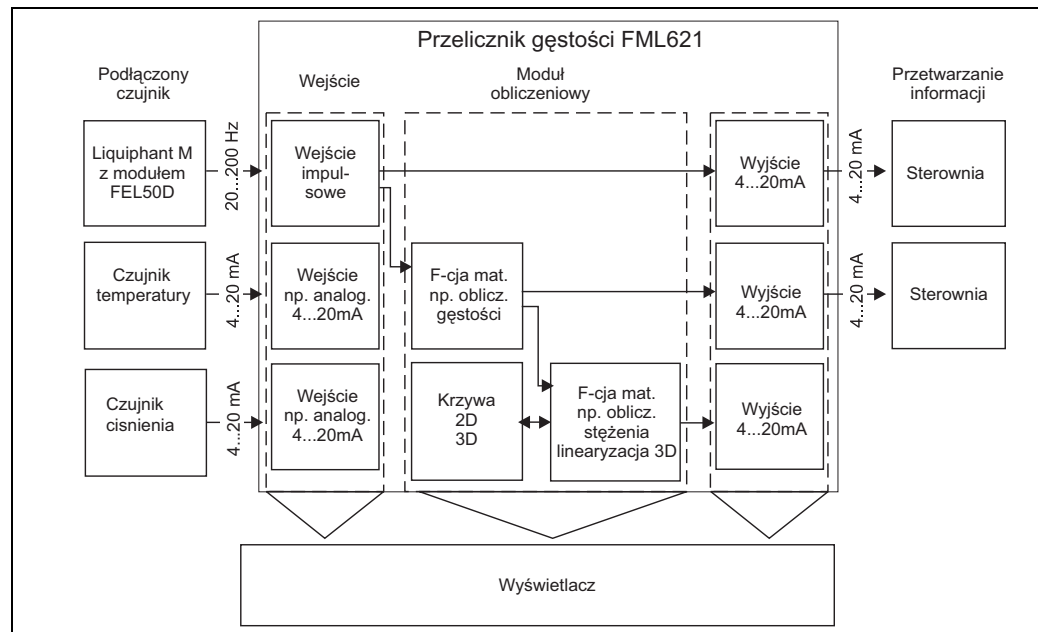 Przelicznik gęstości FML621
Podłączony
czujnik
Wejście
Moduł
obliczeniowy
Przetwarzanie
informacji
Liquiphant M
z modułem
FEL50D
20...200 Hz
Wejście
impul-
sowe
Wyjście
4...20mA
4...20 mA
Sterownia
Czujnik
temperatury
4...20 mA
Wejście
np. analog.
4...20mA
F-cja mat.
np. oblicz.
gęstości
Wyjście
4...20mA
4...20 mA
Sterownia
Czujnik
cisnienia
4...20 mA
Wejście
np. analog.
4...20mA
Krzywa
2D
3D
F-cja mat.
np. oblicz.
stężenia
linearyzacja 3D
Wyjście
4...20mA
Wyświetlacz